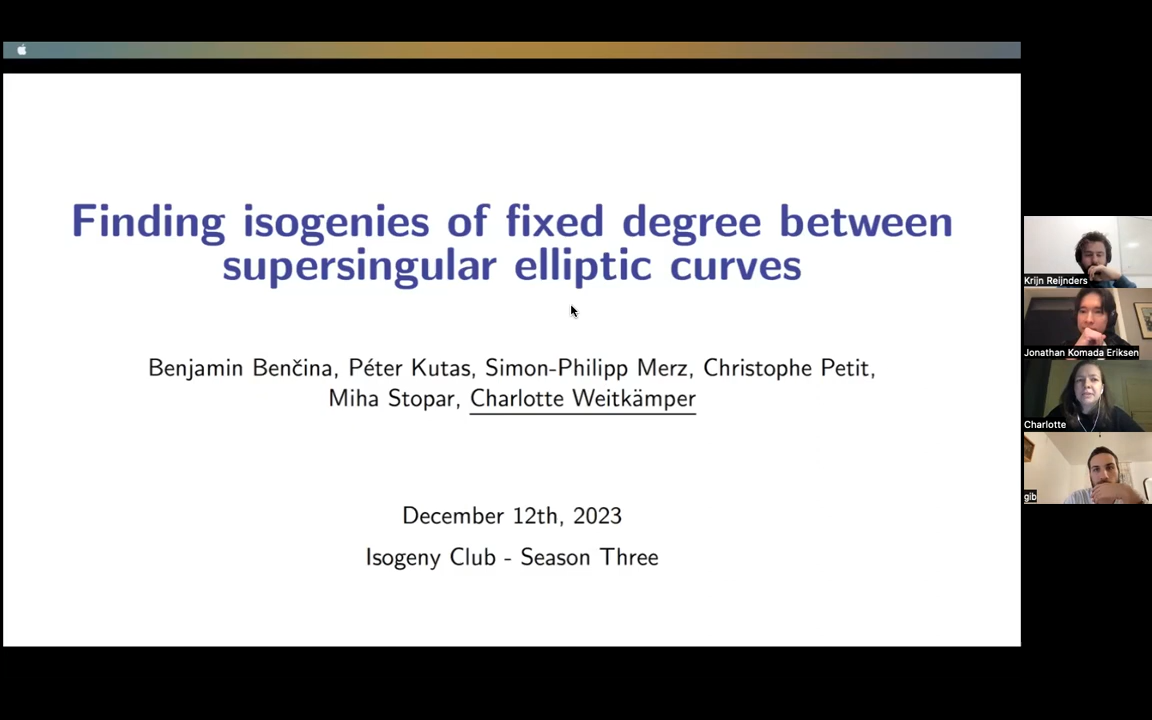 Finding isogenies of fixed degree between
supersingular elliptic curves
Benjamin Benčina, Péter Kutas, Simon-Philipp Merz, Christophe Petit,
Miha Stopar, Charlotte Weitkämper
December 12th, 2023
Isogeny Club - Season Three
Krijn Reijnders
Jonathan Komada Eriksen
Charlotte
gib